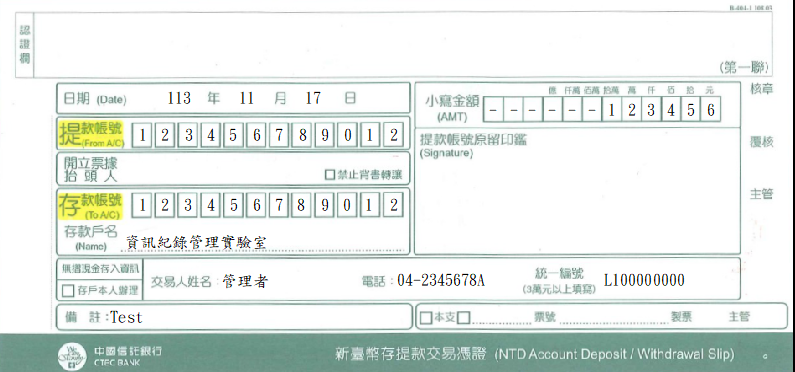 認證欄
(第一聯)
日期 (Date) 113 年 11 月 17 日
小寫金額 (AMT) 億 仟萬 佰萬 拾萬 萬 仟 佰 拾 元
- - - - - - 1 2 3 4 5 6
核章
提款帳號 (From A/C) 1 2 3 4 5 6 7 8 9 0 1 2
提款帳號原留印鑑 (Signature)
覆核
開立票據抬頭人 □禁止背書轉讓
主管
存款帳號 (To A/C) 1 2 3 4 5 6 7 8 9 0 1 2
存款戶名 (Name) 資訊紀錄管理實驗室
無摺現金存入資訊
□存戶本人辦理
交易人姓名: 管理者 電話: 04-2345678A 統一編號 (3萬元以上填寫) L100000000
備 註: Test
□本支□ 票號 製票 主管
中國信託銀行 CTBC BANK
新臺幣存提款交易憑證 (NTD Account Deposit / Withdrawal Slip)